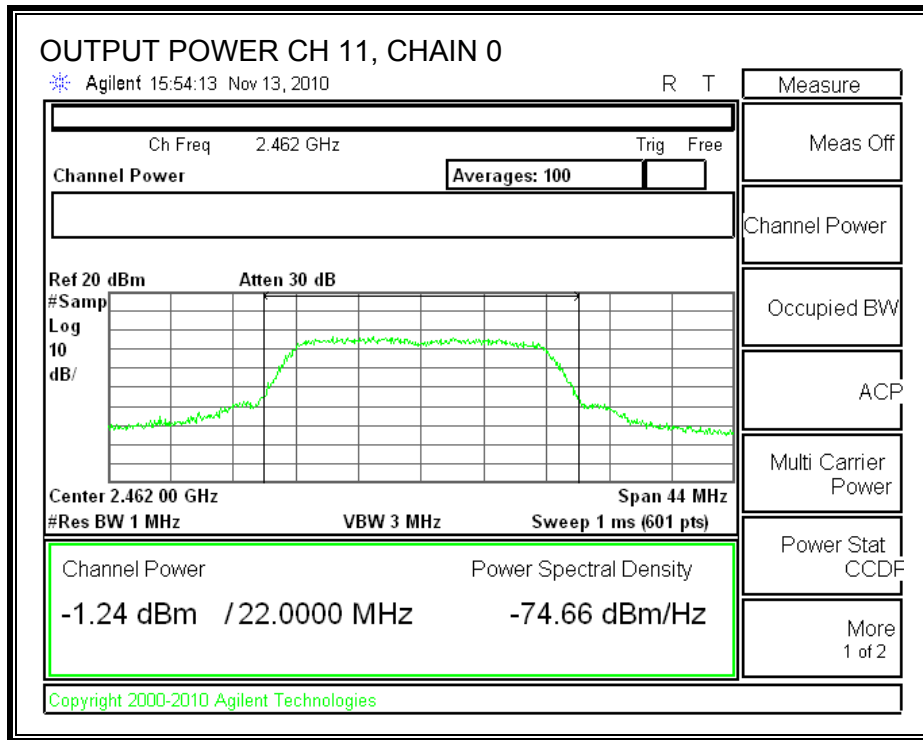 OUTPUT POWER CH 11, CHAIN 0
Agilent 15:54:13 Nov 13, 2010 R T
Measure
Ch Freq 2.462 GHz Trig Free
Channel Power Averages: 100
Ref 20 dBm Atten 30 dB
#Samp
Log
10
dB/
Center 2.462 00 GHz Span 44 MHz
#Res BW 1 MHz VBW 3 MHz Sweep 1 ms (601 pts)
Channel Power Power Spectral Density
-1.24 dBm / 22.0000 MHz -74.66 dBm/Hz
Copyright 2000-2010 Agilent Technologies
Meas Off
Channel Power
Occupied BW
ACP
Multi Carrier
Power
Power Stat
CCDF
More
1 of 2